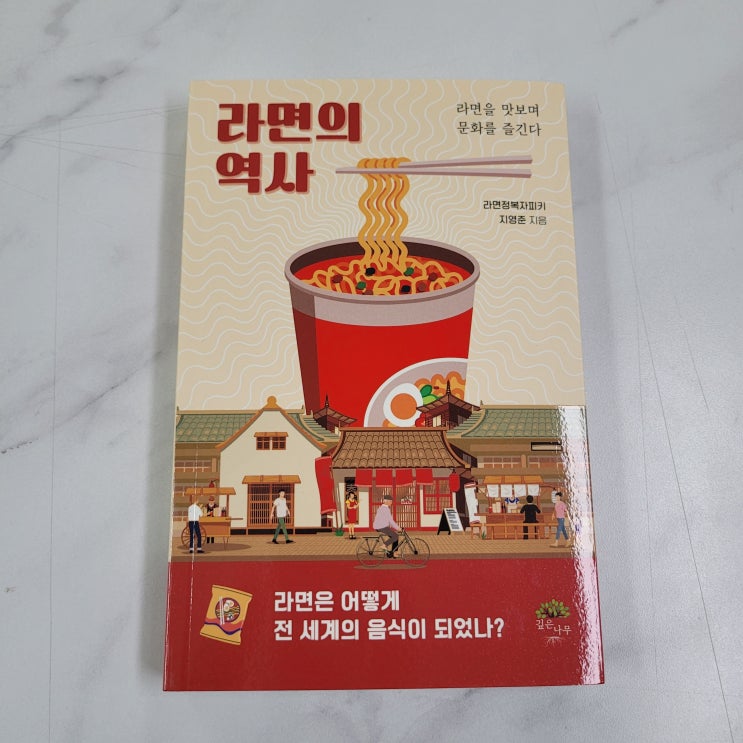 라면의
역사
라면을 맛보며
문화를 즐긴다
라면정복자피키
지영준 지음
라면은 어떻게
전 세계의 음식이 되었나?
깊은
나무